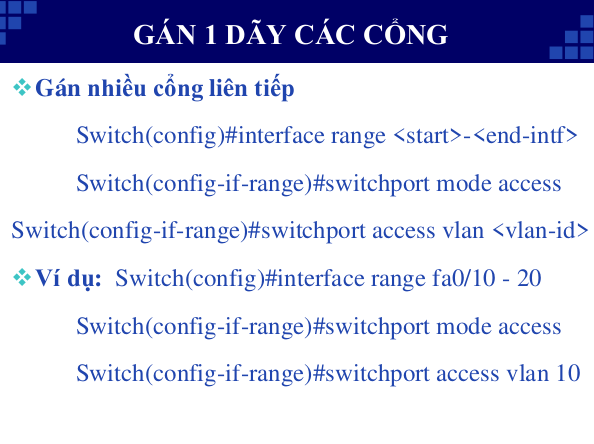 GÁN 1 DÃY CÁC CỔNG
Gán nhiều cổng liên tiếp
Switch(config)#interface range <start>-<end-intf>
Switch(config-if-range)#switchport mode access
Switch(config-if-range)#switchport access vlan <vlan-id>
Ví dụ: Switch(config)#interface range fa0/10 - 20
Switch(config-if-range)#switchport mode access
Switch(config-if-range)#switchport access vlan 10